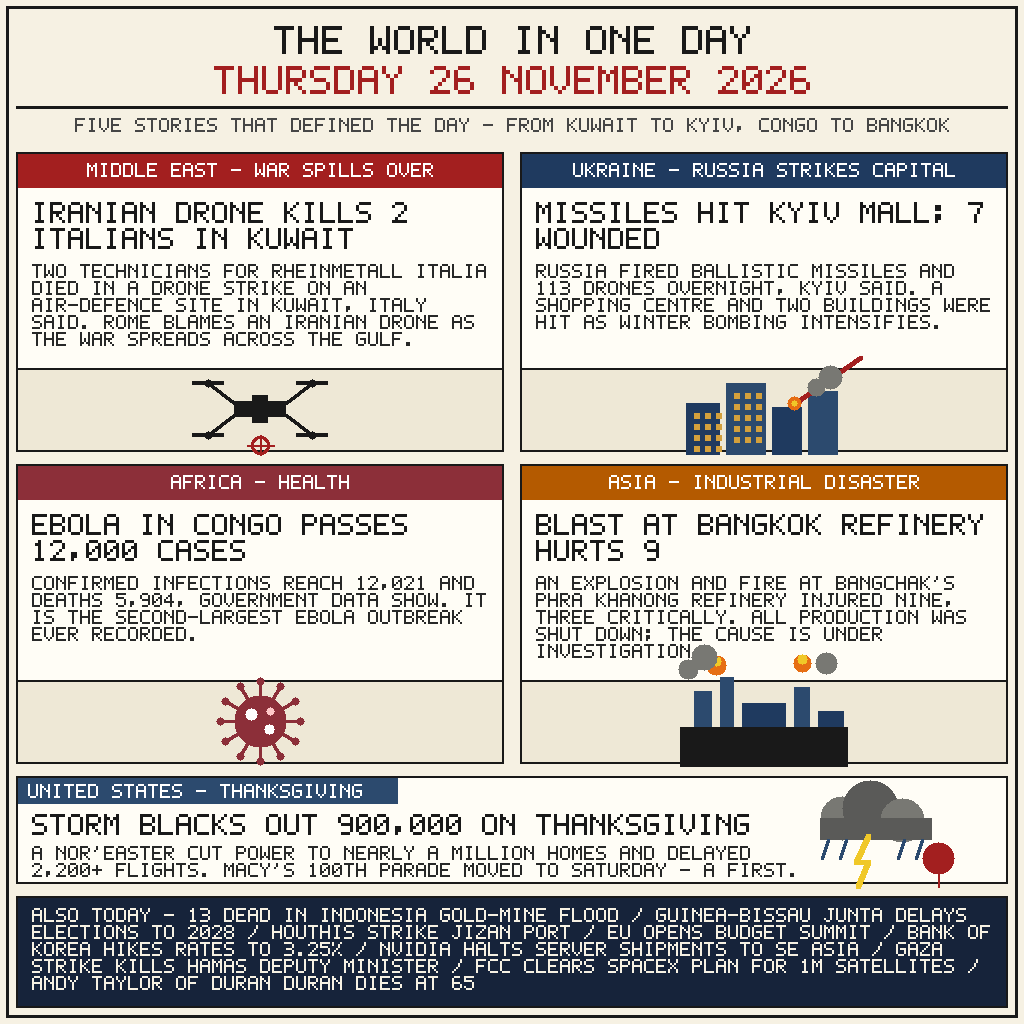 THE WORLD IN ONE DAY
THURSDAY 26 NOVEMBER 2026
FIVE STORIES THAT DEFINED THE DAY - FROM KUWAIT TO KYIV, CONGO TO BANGKOK
MIDDLE EAST - WAR SPILLS OVER
IRANIAN DRONE KILLS 2
ITALIANS IN KUWAIT
TWO TECHNICIANS FOR RHEINMETALL ITALIA
DIED IN A DRONE STRIKE ON AN
AIR-DEFENCE SITE IN KUWAIT, ITALY
SAID. ROME BLAMES AN IRANIAN DRONE AS
THE WAR SPREADS ACROSS THE GULF.
UKRAINE - RUSSIA STRIKES CAPITAL
MISSILES HIT KYIV MALL; 7
WOUNDED
RUSSIA FIRED BALLISTIC MISSILES AND
113 DRONES OVERNIGHT, KYIV SAID. A
SHOPPING CENTRE AND TWO BUILDINGS WERE
HIT AS WINTER BOMBING INTENSIFIES.
AFRICA - HEALTH
EBOLA IN CONGO PASSES
12,000 CASES
CONFIRMED INFECTIONS REACH 12,021 AND
DEATHS 5,904, GOVERNMENT DATA SHOW. IT
IS THE SECOND-LARGEST EBOLA OUTBREAK
EVER RECORDED.
ASIA - INDUSTRIAL DISASTER
BLAST AT BANGKOK REFINERY
HURTS 9
AN EXPLOSION AND FIRE AT BANGCHAK'S
PHRA KHANONG REFINERY INJURED NINE,
THREE CRITICALLY. ALL PRODUCTION WAS
SHUT DOWN; THE CAUSE IS UNDER
INVESTIGATION
UNITED STATES - THANKSGIVING
STORM BLACKS OUT 900,000 ON THANKSGIVING
A NOR'EASTER CUT POWER TO NEARLY A MILLION HOMES AND DELAYED
2,200+ FLIGHTS. MACY'S 100TH PARADE MOVED TO SATURDAY - A FIRST.
ALSO TODAY - 13 DEAD IN INDONESIA GOLD-MINE FLOOD / GUINEA-BISSAU JUNTA DELAYS
ELECTIONS TO 2028 / HOUTHIS STRIKE JIZAN PORT / EU OPENS BUDGET SUMMIT / BANK OF
KOREA HIKES RATES TO 3.25% / NVIDIA HALTS SERVER SHIPMENTS TO SE ASIA / GAZA
STRIKE KILLS HAMAS DEPUTY MINISTER / FCC CLEARS SPACEX PLAN FOR 1M SATELLITES /
ANDY TAYLOR OF DURAN DURAN DIES AT 65